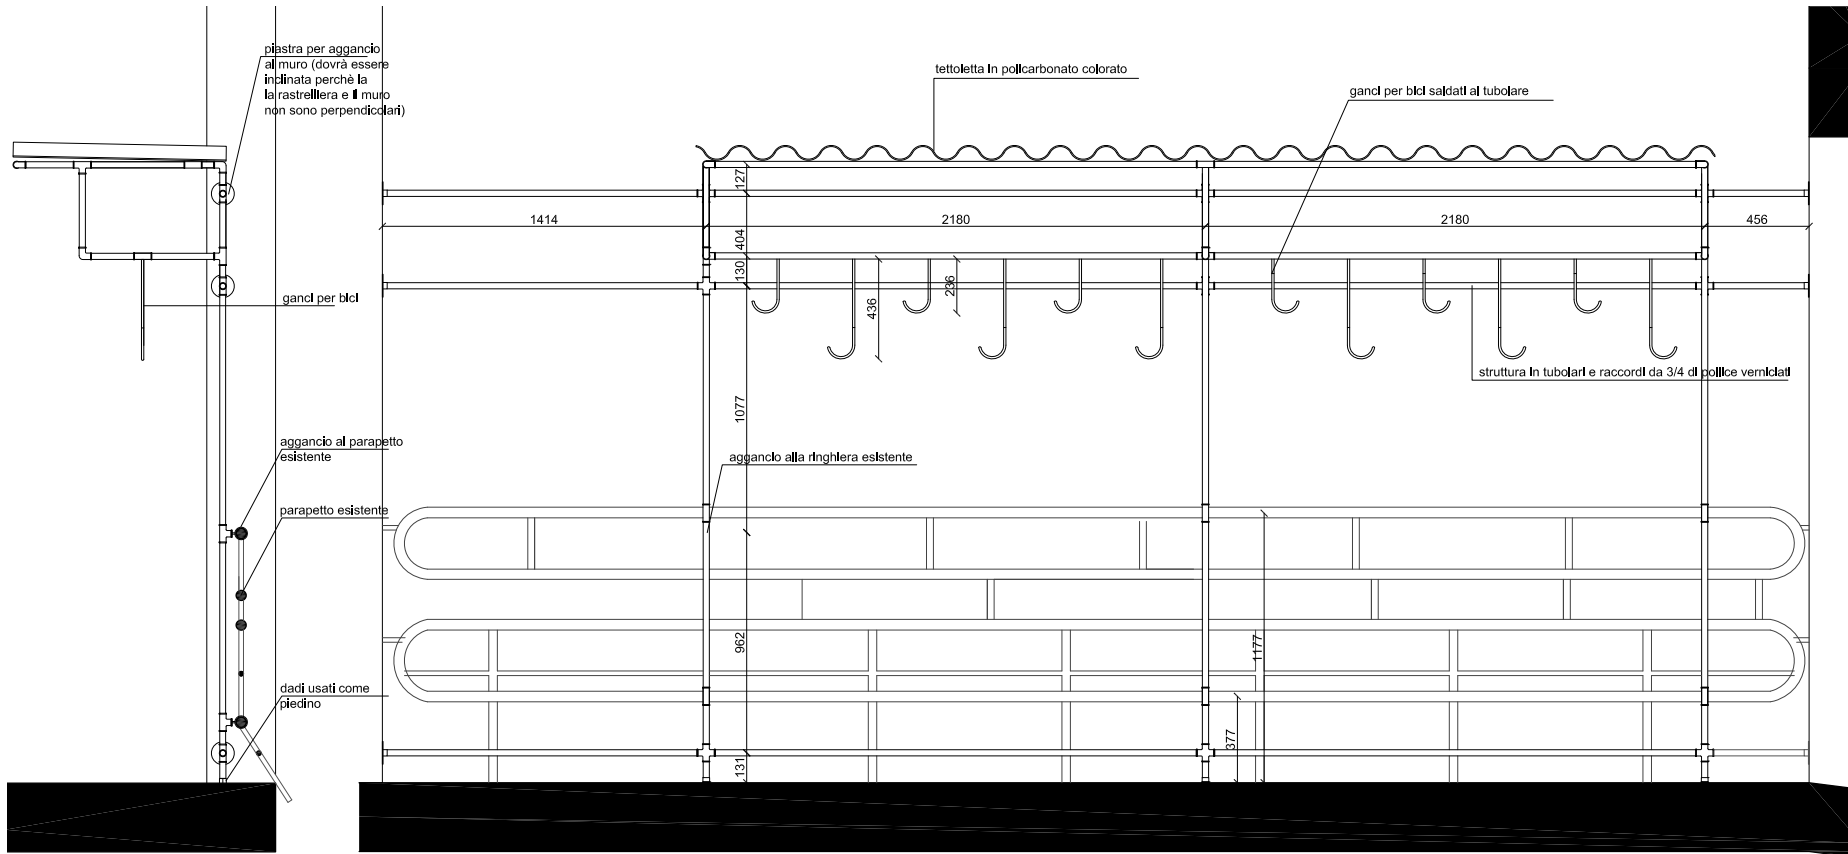 piastra per aggancio
al muro (dovrà essere
inclinata perchè la
la rastrelliera e il muro
non sono perpendicolari)
tettoietta in policarbonato colorato
ganci per bici saldati al tubolare
127
1414
2180
2180
456
404
130
236
436
ganci per bici
struttura in tubolari e raccordi da 3/4 di pollice verniciati
1077
aggancio al parapetto
esistente
aggancio alla ringhiera esistente
parapetto esistente
962
1177
dadi usati come
piedino
377
131